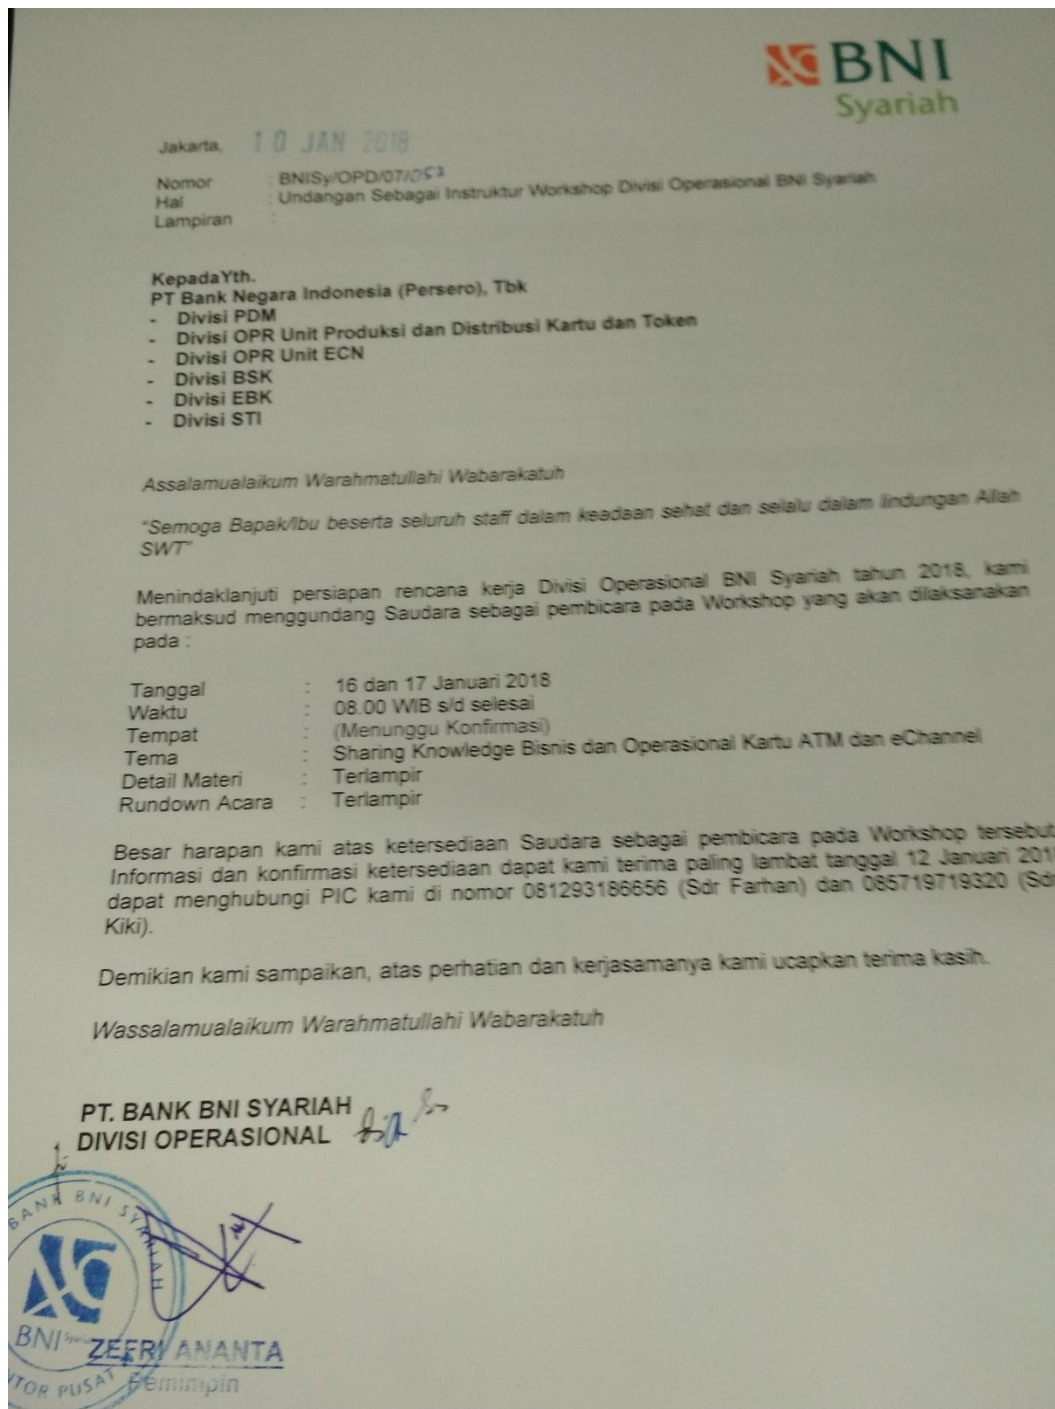 BNI
Syariah
Jakarta, 10 JAN 2018
Nomor : BNISy/OPD/07/052
Hal : Undangan Sebagai Instruktur Workshop Divisi Operasional BNI Syariah
Lampiran :
KepadaYth.
PT Bank Negara Indonesia (Persero), Tbk
- Divisi PDM
- Divisi OPR Unit Produksi dan Distribusi Kartu dan Token
- Divisi OPR Unit ECN
- Divisi BSK
- Divisi EBK
- Divisi STI
Assalamualaikum Warahmatullahi Wabarakatuh
“Semoga Bapak/Ibu beserta seluruh staff dalam keadaan sehat dan selalu dalam lindungan Allah
SWT”
Menindaklanjuti persiapan rencana kerja Divisi Operasional BNI Syariah tahun 2018, kami
bermaksud menggundang Saudara sebagai pembicara pada Workshop yang akan dilaksanakan
pada :
Tanggal : 16 dan 17 Januari 2018
Waktu : 08.00 WIB s/d selesai
Tempat : (Menunggu Konfirmasi)
Tema : Sharing Knowledge Bisnis dan Operasional Kartu ATM dan eChannel
Detail Materi : Terlampir
Rundown Acara : Terlampir
Besar harapan kami atas ketersediaan Saudara sebagai pembicara pada Workshop tersebut
Informasi dan konfirmasi ketersediaan dapat kami terima paling lambat tanggal 12 Januari 201
dapat menghubungi PIC kami di nomor 081293186656 (Sdr Farhan) dan 085719719320 (Sdr
Kiki).
Demikian kami sampaikan, atas perhatian dan kerjasamanya kami ucapkan terima kasih.
Wassalamualaikum Warahmatullahi Wabarakatuh
PT. BANK BNI SYARIAH
DIVISI OPERASIONAL
BANK BNI SYARIAH
BNI Syariah
ZEFRI ANANTA
Pemimpin
TOR PUSAT